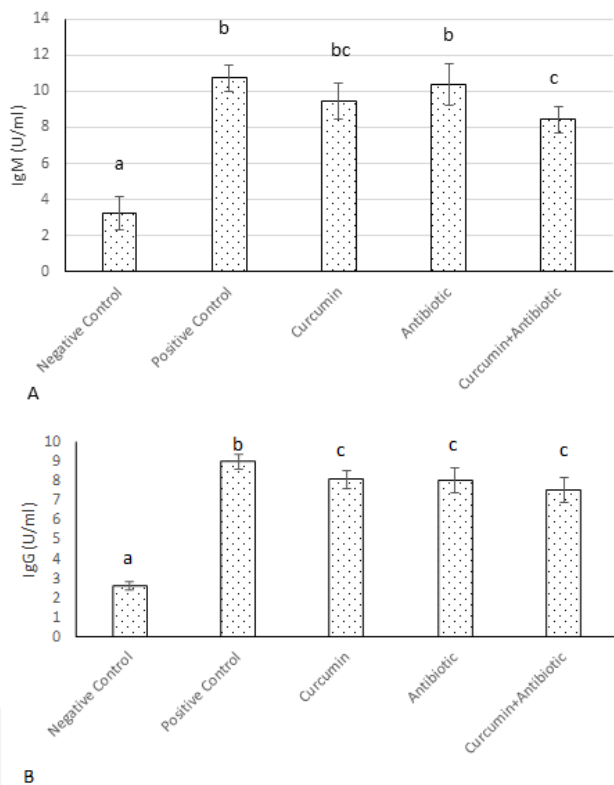 14
12
10
8
6
4
2
0
IgM (U/ml)
a
b
bc
b
c
Negative Control
Positive Control
Curcumin
Antibiotic
Curcumin+Antibiotic
A
10
9
8
7
6
5
4
3
2
1
0
IgG (U/ml)
a
b
c
c
c
Negative Control
Positive Control
Curcumin
Antibiotic
Curcumin+Antibiotic
B